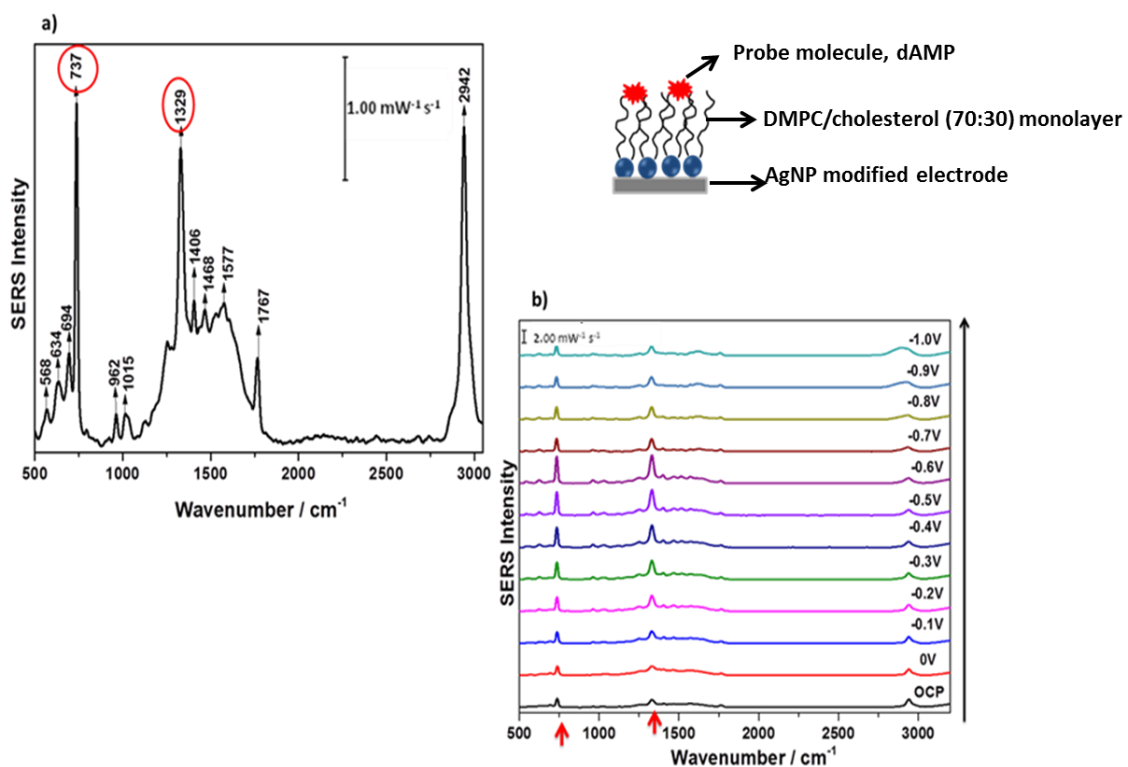 a)
737
1329
1.00 mW⁻¹ s⁻¹
2942
568
634
694
962
1015
1406
1468
1577
1767
SERS Intensity
500 1000 1500 2000 2500 3000
Wavenumber / cm⁻¹
Probe molecule, dAMP
DMPC/cholesterol (70:30) monolayer
AgNP modified electrode
b)
2.00 mW⁻¹ s⁻¹
-1.0V
-0.9V
-0.8V
-0.7V
-0.6V
-0.5V
-0.4V
-0.3V
-0.2V
-0.1V
0V
OCP
SERS Intensity
500 1000 1500 2000 2500 3000
Wavenumber / cm⁻¹